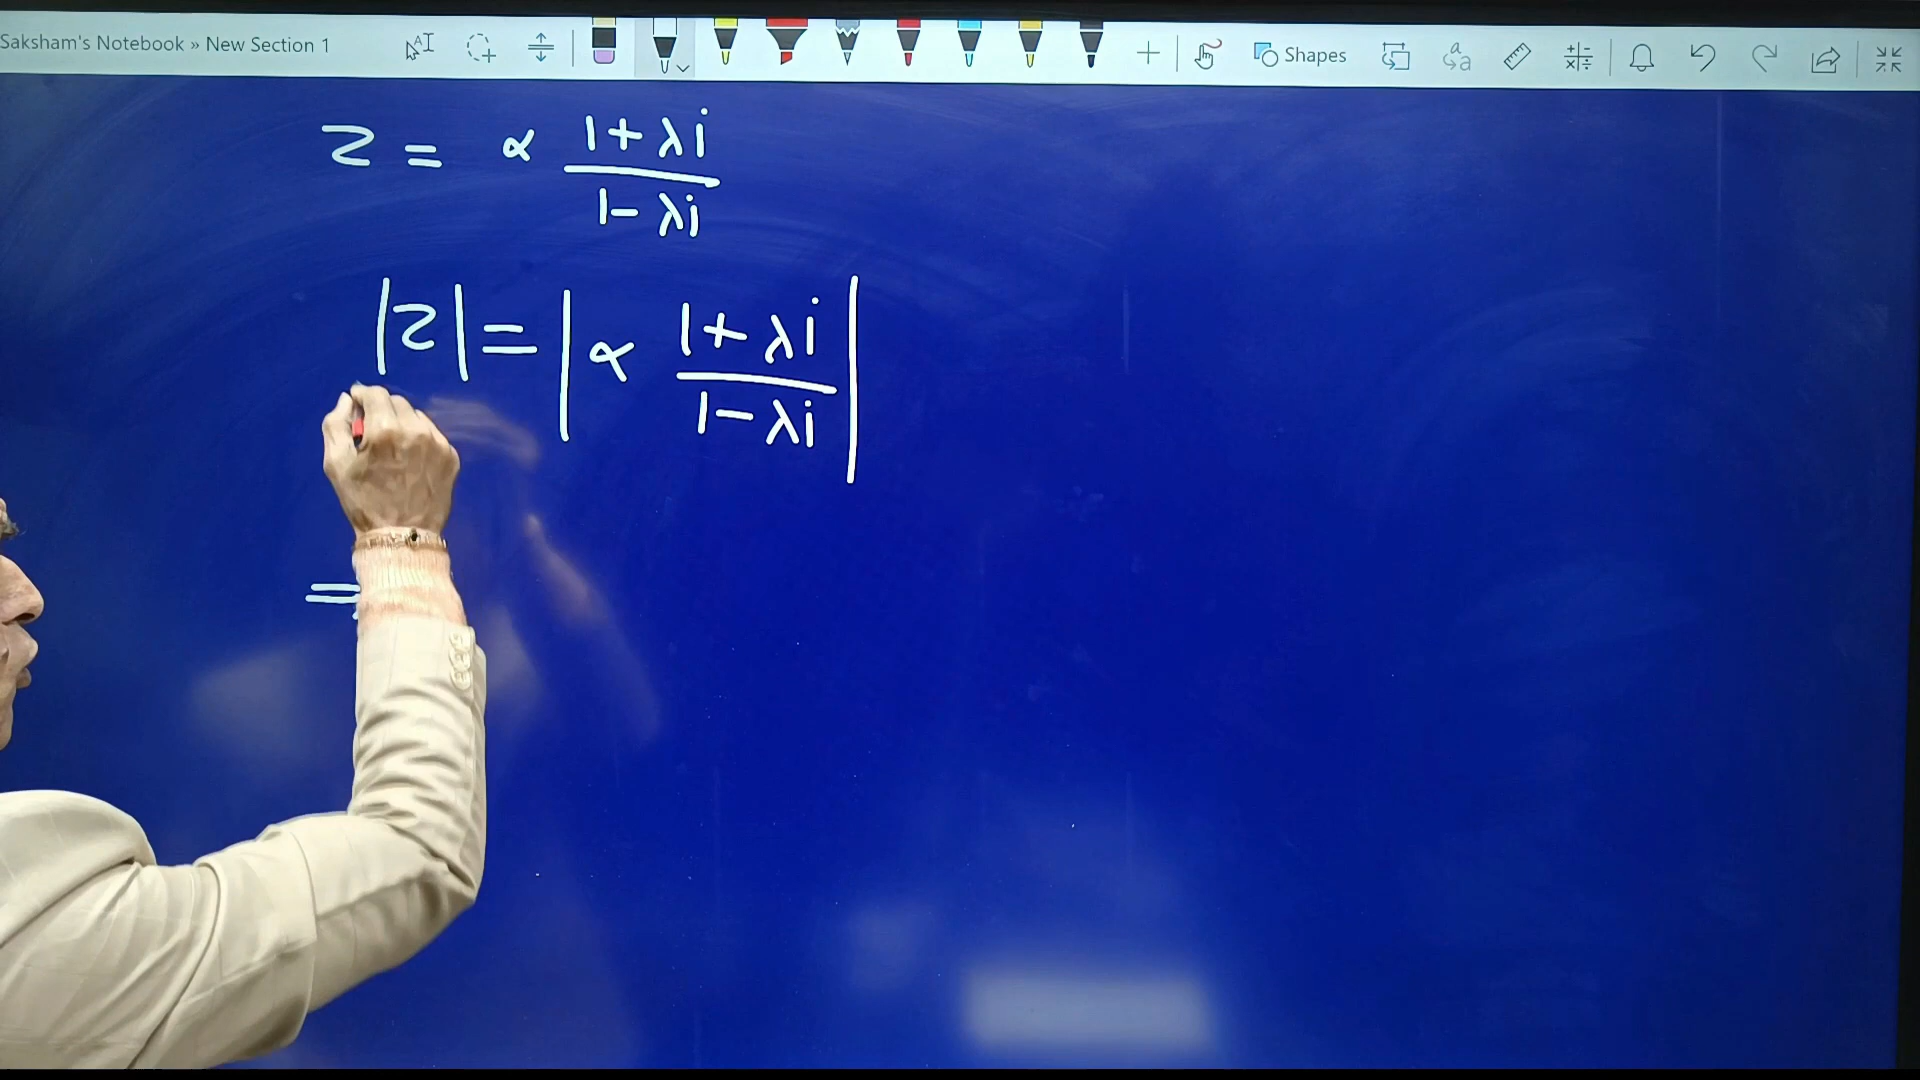 Saksham's Notebook » New Section 1 Shapes
z = α (1 + λi)/(1 - λi)
|z| = |α (1 + λi)/(1 - λi)|
=